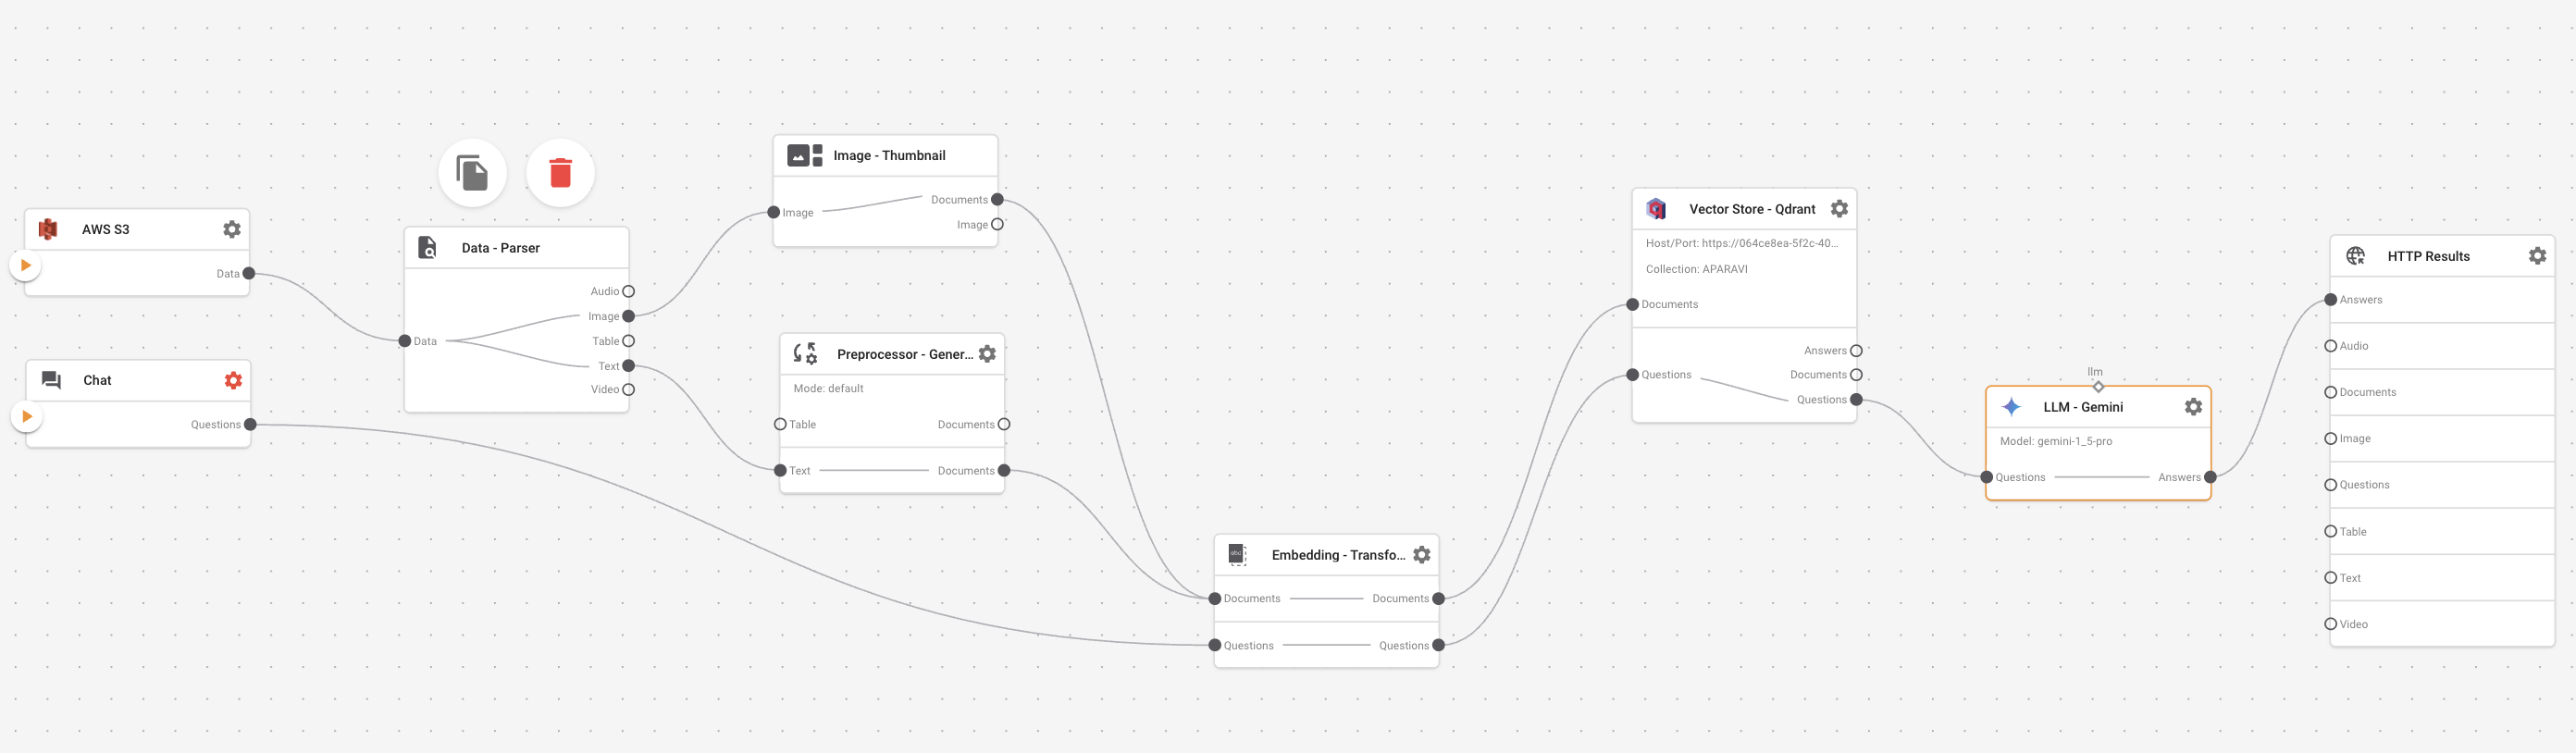 AWS S3
Data
Chat
Questions
Data - Parser
Audio
Image
Table
Data
Text
Video
Image - Thumbnail
Documents
Image
Image
Preprocessor - Gener...
Mode: default
Table Documents
Text Documents
Embedding - Transfo...
Documents Documents
Questions Questions
Vector Store - Qdrant
Host/Port: https://064ce8ea-5f2c-40...
Collection: APARAVI
Documents
Answers
Questions Documents
Questions
llm
LLM - Gemini
Model: gemini-1_5-pro
Questions Answers
HTTP Results
Answers
Audio
Documents
Image
Questions
Table
Text
Video